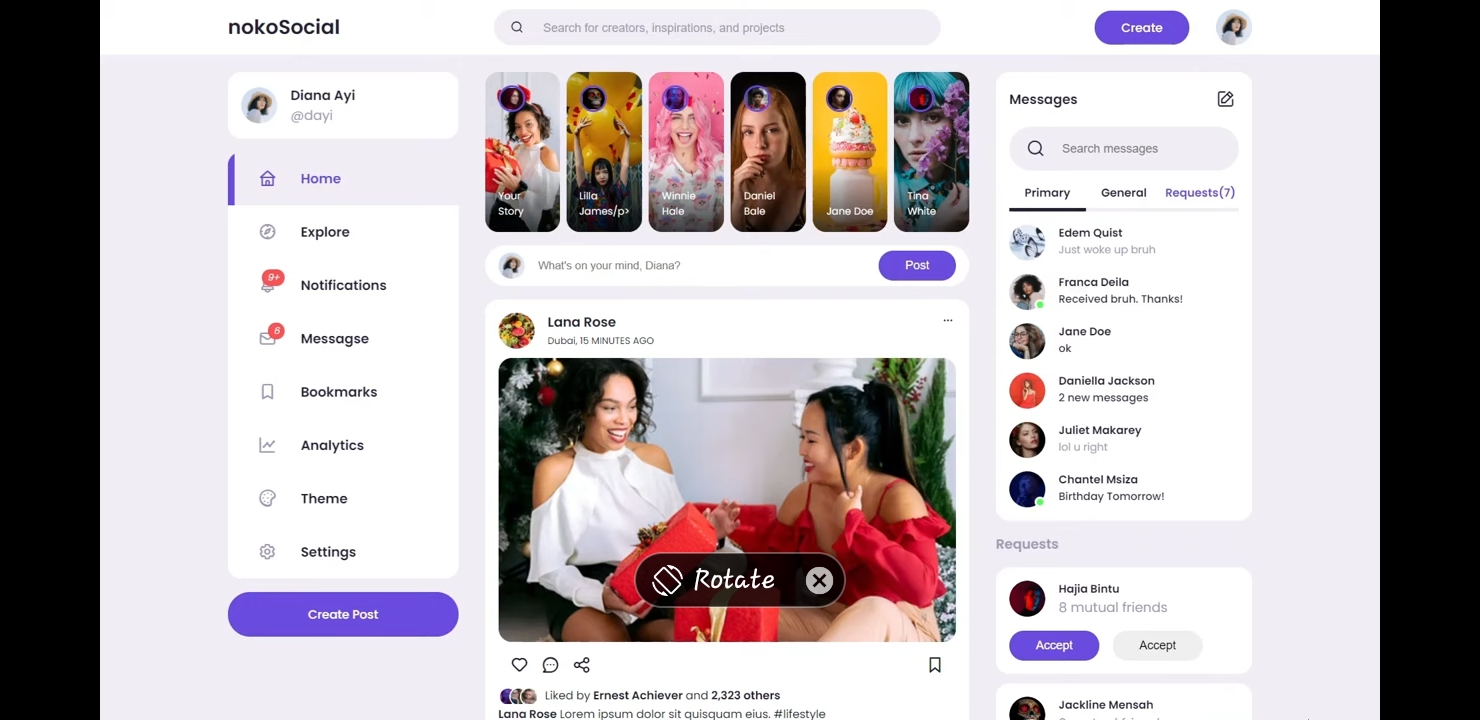 nokoSocial
Search for creators, inspirations, and projects
Create
Diana Ayi
@dayi
Home
Explore
9+
Notifications
6
Messagse
Bookmarks
Analytics
Theme
Settings
Create Post
Your
Story
Lilla
James/p>
Winnie
Hale
Daniel
Bale
Jane Doe
Tina
White
What's on your mind, Diana?
Post
Lana Rose
Dubai, 15 MINUTES AGO
...
Rotate
Liked by Ernest Achiever and 2,323 others
Lana Rose Lorem ipsum dolor sit quisquam eius. #lifestyle
Messages
Search messages
Primary General Requests(7)
Edem Quist
Just woke up bruh
Franca Deila
Received bruh. Thanks!
Jane Doe
ok
Daniella Jackson
2 new messages
Juliet Makarey
lol u right
Chantel Msiza
Birthday Tomorrow!
Requests
Hajia Bintu
8 mutual friends
Accept Accept
Jackline Mensah